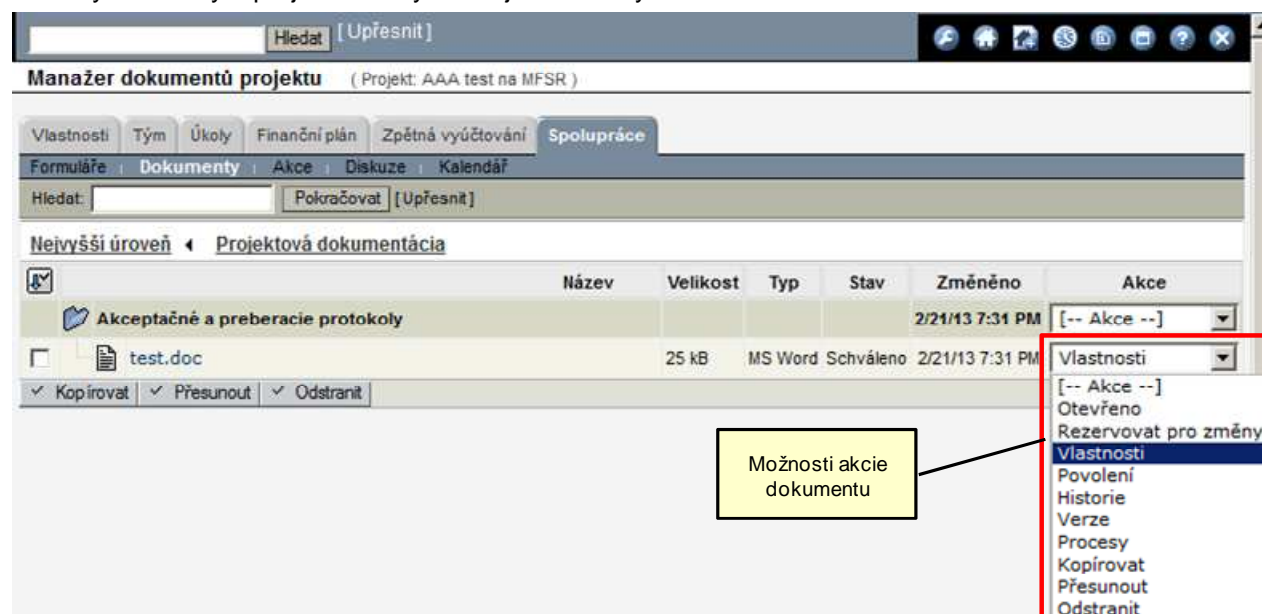 Hledat [ Upřesnit ]
Manažer dokumentů projektu ( Projekt: AAA test na MFSR )
Vlastnosti Tým Úkoly Finanční plán Zpětná vyúčtování Spolupráce
Formuláře Dokumenty Akce Diskuze Kalendář
Hledat: Pokračovat [ Upřesnit ]
Nejvyšší úroveň Projektová dokumentácia
Název Velikost Typ Stav Změněno Akce
Akceptačné a preberacie protokoly 2/21/13 7:31 PM [-- Akce --]
test.doc 25 kB MS Word Schváleno 2/21/13 7:31 PM Vlastnosti
Kopírovat Přesunout Odstranit
[-- Akce --]
Otevřeno
Rezervovat pro změny
Vlastnosti
Povolení
Historie
Verze
Procesy
Kopírovat
Přesunout
Odstranit
Možnosti akcie
dokumentu